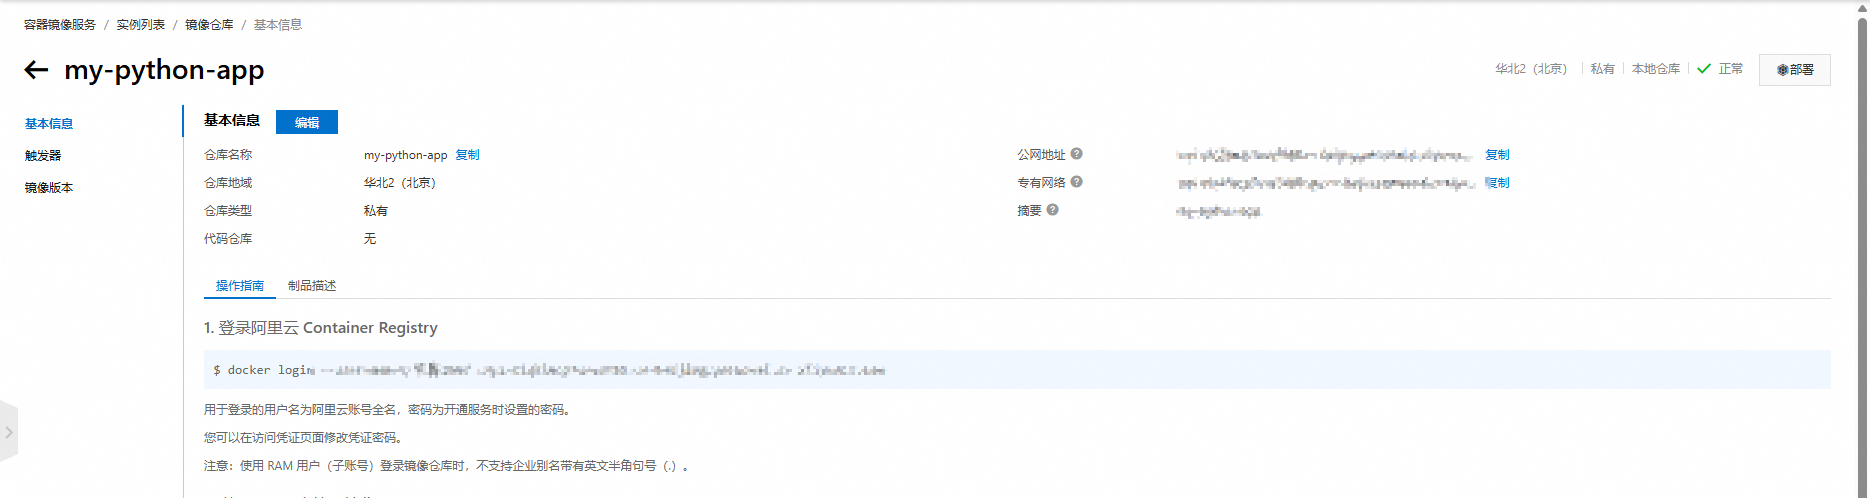 容器镜像服务 / 实例列表 / 镜像仓库 / 基本信息
my-python-app
华北2（北京） 私有 本地仓库 正常 部署
基本信息
触发器
镜像版本
基本信息 编辑
仓库名称 my-python-app 复制 公网地址 复制
仓库地域 华北2（北京） 专有网络 复制
仓库类型 私有 摘要
代码仓库 无
操作指南 制品描述
1. 登录阿里云 Container Registry
$ docker login
用于登录的用户名为阿里云账号全名，密码为开通服务时设置的密码。
您可以在访问凭证页面修改凭证密码。
注意：使用 RAM 用户（子账号）登录镜像仓库时，不支持企业别名带有英文半角句号（.）。